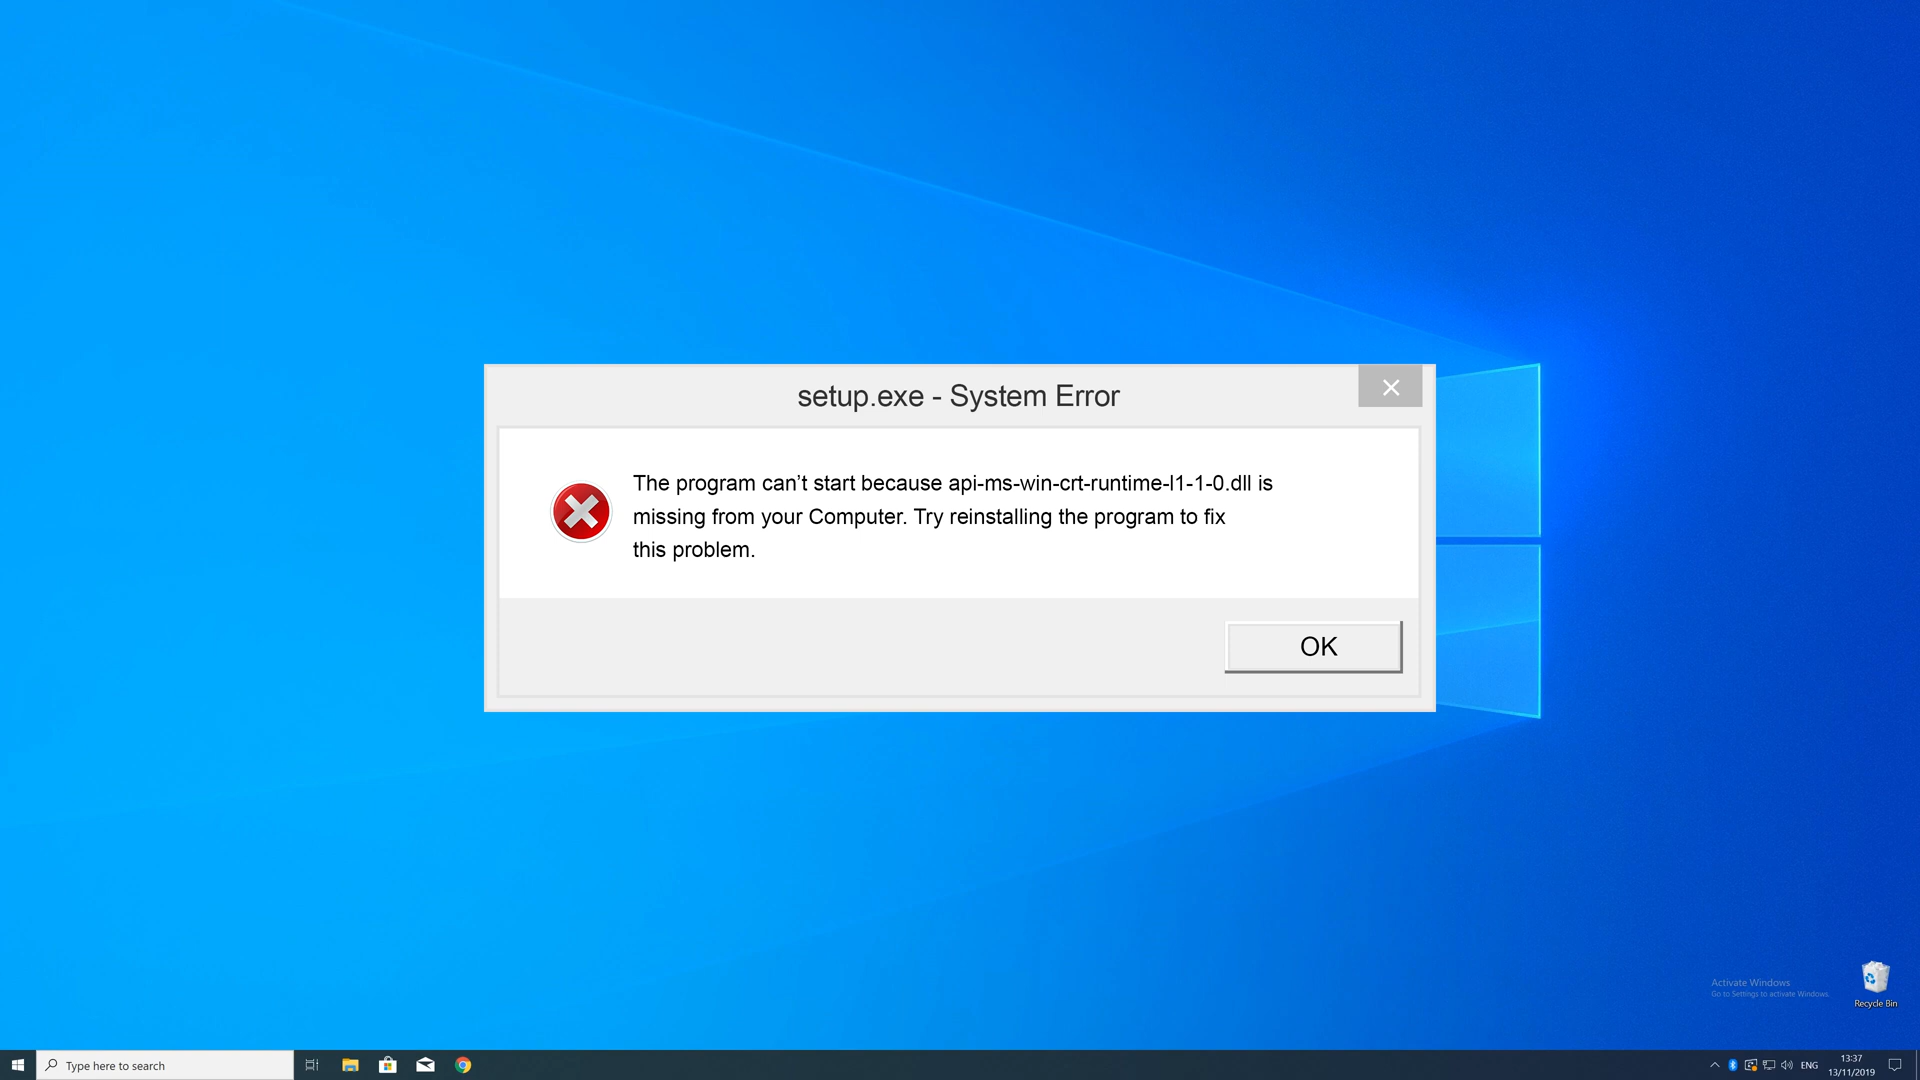 setup.exe - System Error
The program can’t start because api-ms-win-crt-runtime-l1-1-0.dll is
missing from your Computer. Try reinstalling the program to fix
this problem.
OK
Activate Windows
Go to Settings to activate Windows.
Recycle Bin
Type here to search
ENG
13:37
13/11/2019